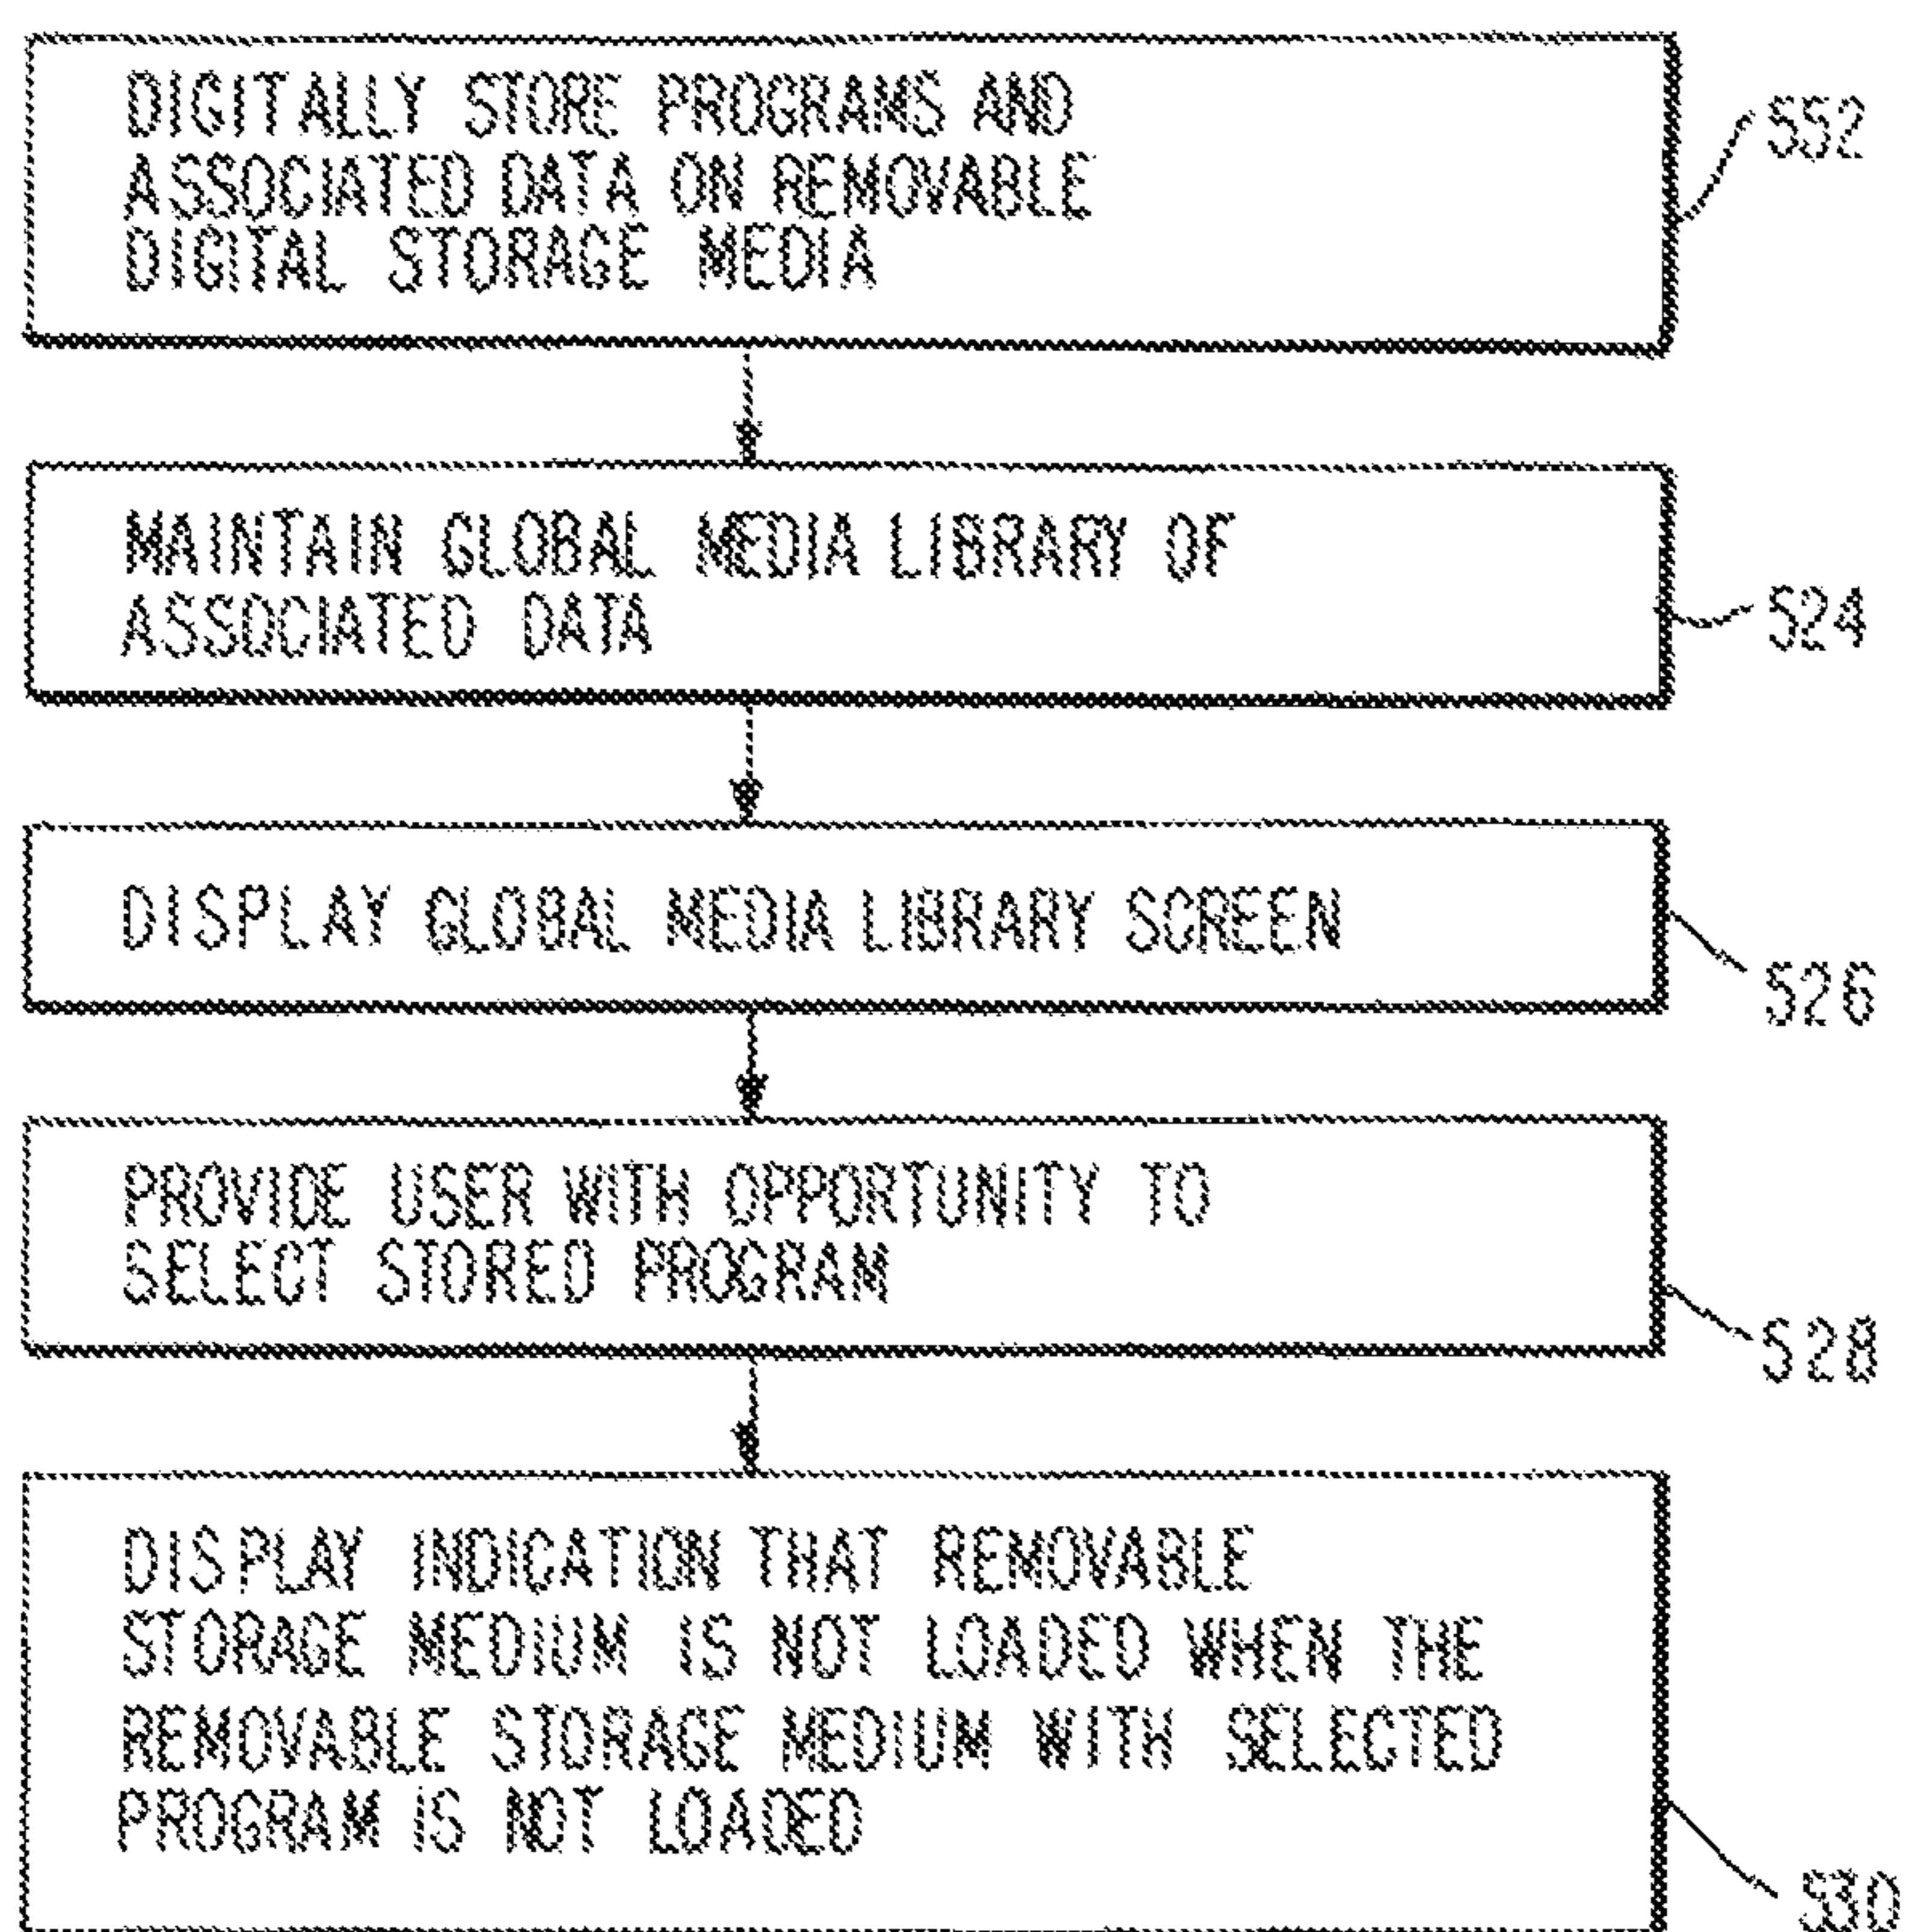 DIGITALLY STORE PROGRAMS AND
ASSOCIATED DATA ON REMOVABLE
DIGITAL STORAGE MEDIA
552
MAINTAIN GLOBAL MEDIA LIBRARY OF
ASSOCIATED DATA
524
DISPLAY GLOBAL MEDIA LIBRARY SCREEN
526
PROVIDE USER WITH OPPORTUNITY TO
SELECT STORED PROGRAM
528
DISPLAY INDICATION THAT REMOVABLE
STORAGE MEDIUM IS NOT LOADED WHEN THE
REMOVABLE STORAGE MEDIUM WITH SELECTED
PROGRAM IS NOT LOADED
530